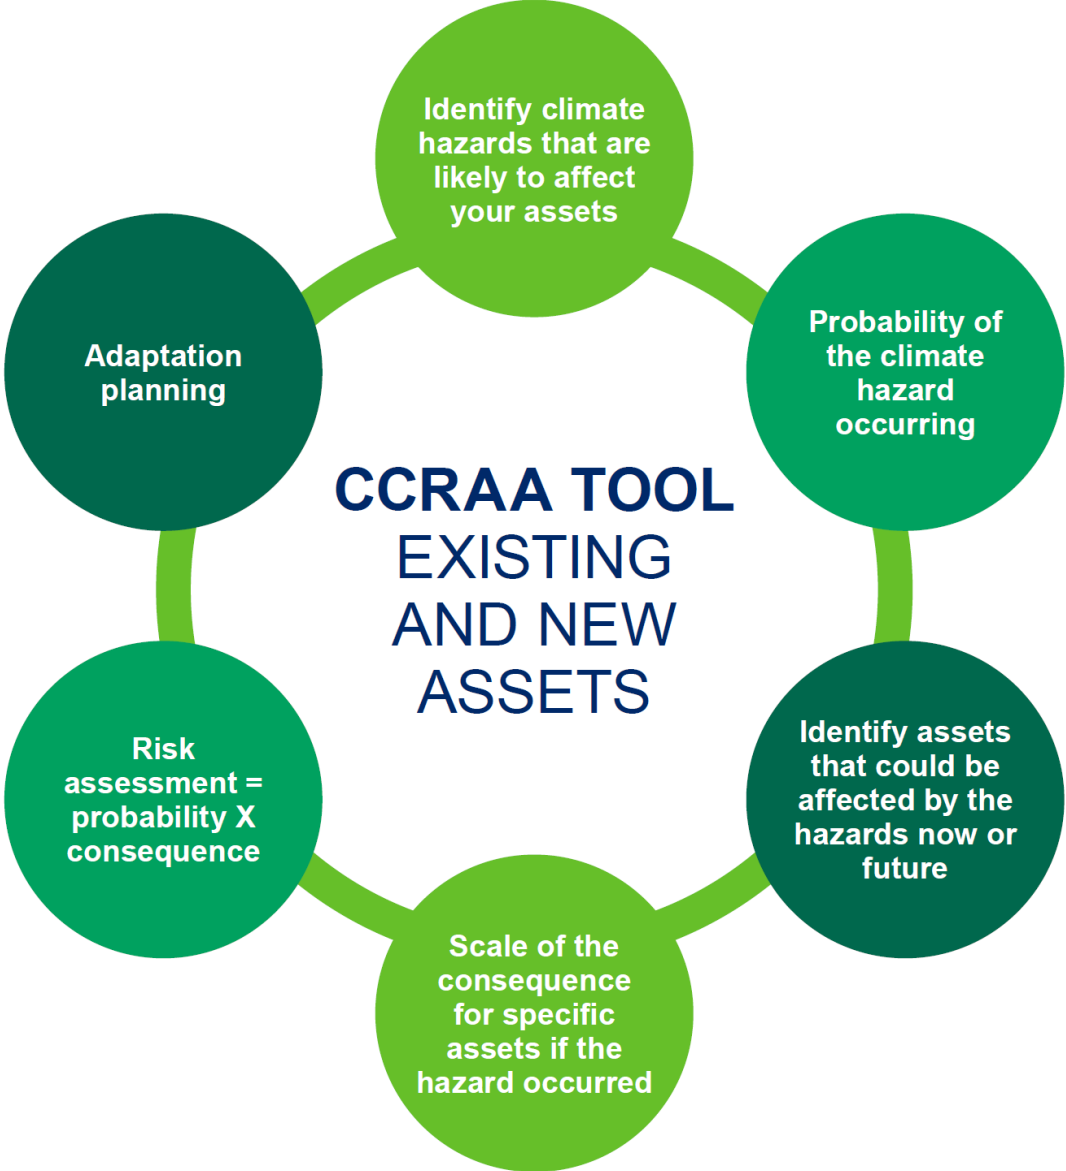 Identify climate
hazards that are
likely to affect
your assets
Probability of
the climate
hazard
occurring
Identify assets
that could be
affected by the
hazards now or
future
Scale of the
consequence
for specific
assets if the
hazard occurred
Risk
assessment =
probability X
consequence
Adaptation
planning
CCRAA TOOL
EXISTING
AND NEW
ASSETS